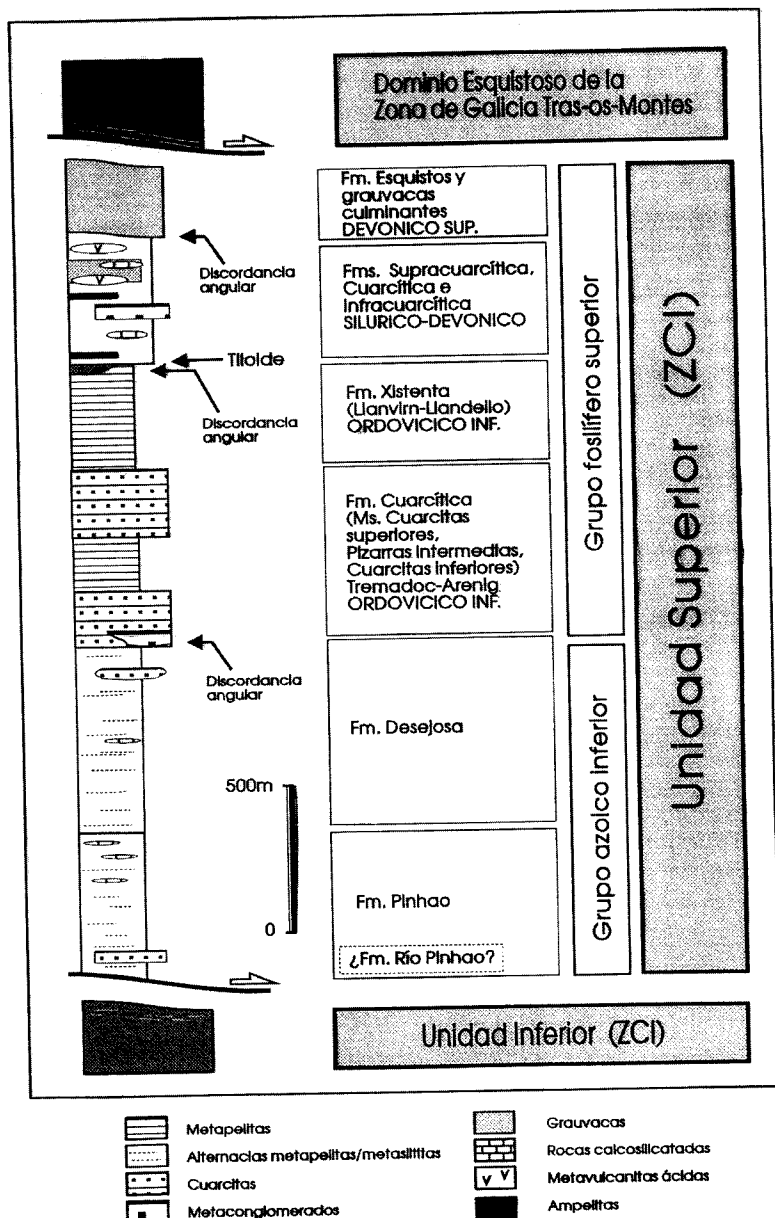 Dominio Esquistoso de la
Zona de Galicia Tras-os-Montes
Fm. Esquistos y
grauvacas
culminantes
DEVONICO SUP.
Discordancia
angular
Fms. Supracuarcítica,
Cuarcítica e
Infracuarcítica
SILURICO-DEVONICO
Tiloide
Discordancia
angular
Fm. Xistenta
(Llanvirn-Llandeilo)
ORDOVICICO INF.
Fm. Cuarcítica
(Ms. Cuarcitas
superiores,
Pizarras intermedias,
Cuarcitas inferiores)
Tremadoc-Arenig
ORDOVICICO INF.
Discordancia
angular
Fm. Desejosa
500m
0
Fm. Pinhao
¿Fm. Río Pinhao?
Grupo fosilífero superior
Grupo azoico inferior
Unidad Superior (ZCI)
Unidad Inferior (ZCI)
Metapelitas
Alternacias metapelitas/metasiltitas
Cuarcitas
Metaconglomerados
Grauvacas
Rocas calcosilicatadas
Metavulcanitas ácidas
Ampelitas